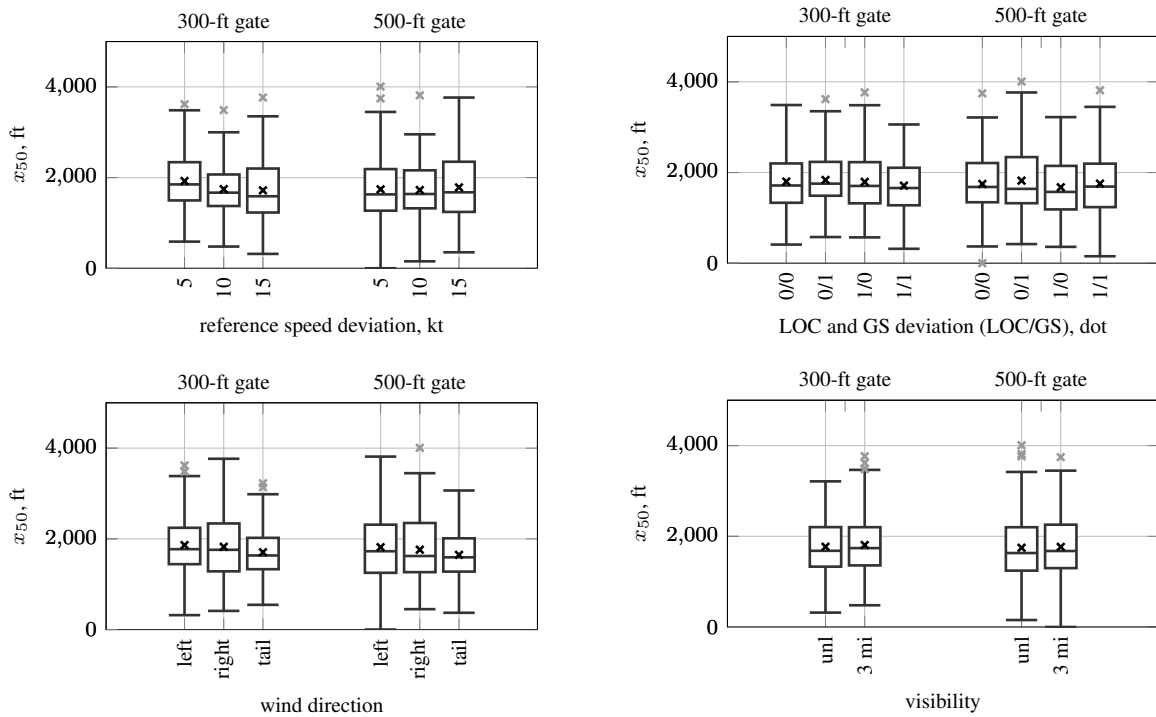 300-ft gate 500-ft gate
4,000
2,000
0
x50, ft
5 10 15 5 10 15
reference speed deviation, kt
300-ft gate 500-ft gate
4,000
2,000
0
x50, ft
0/0 0/1 1/0 1/1 0/0 0/1 1/0 1/1
LOC and GS deviation (LOC/GS), dot
300-ft gate 500-ft gate
4,000
2,000
0
x50, ft
left right tail left right tail
wind direction
300-ft gate 500-ft gate
4,000
2,000
0
x50, ft
unl 3 mi unl 3 mi
visibility